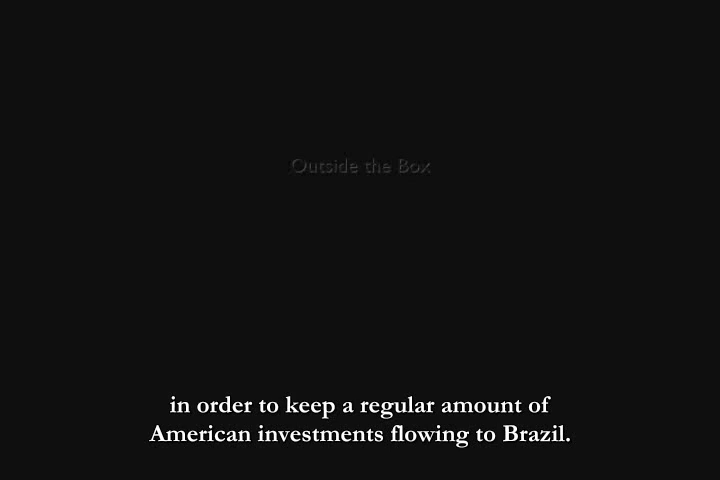 Outside the Box
in order to keep a regular amount of
American investments flowing to Brazil.